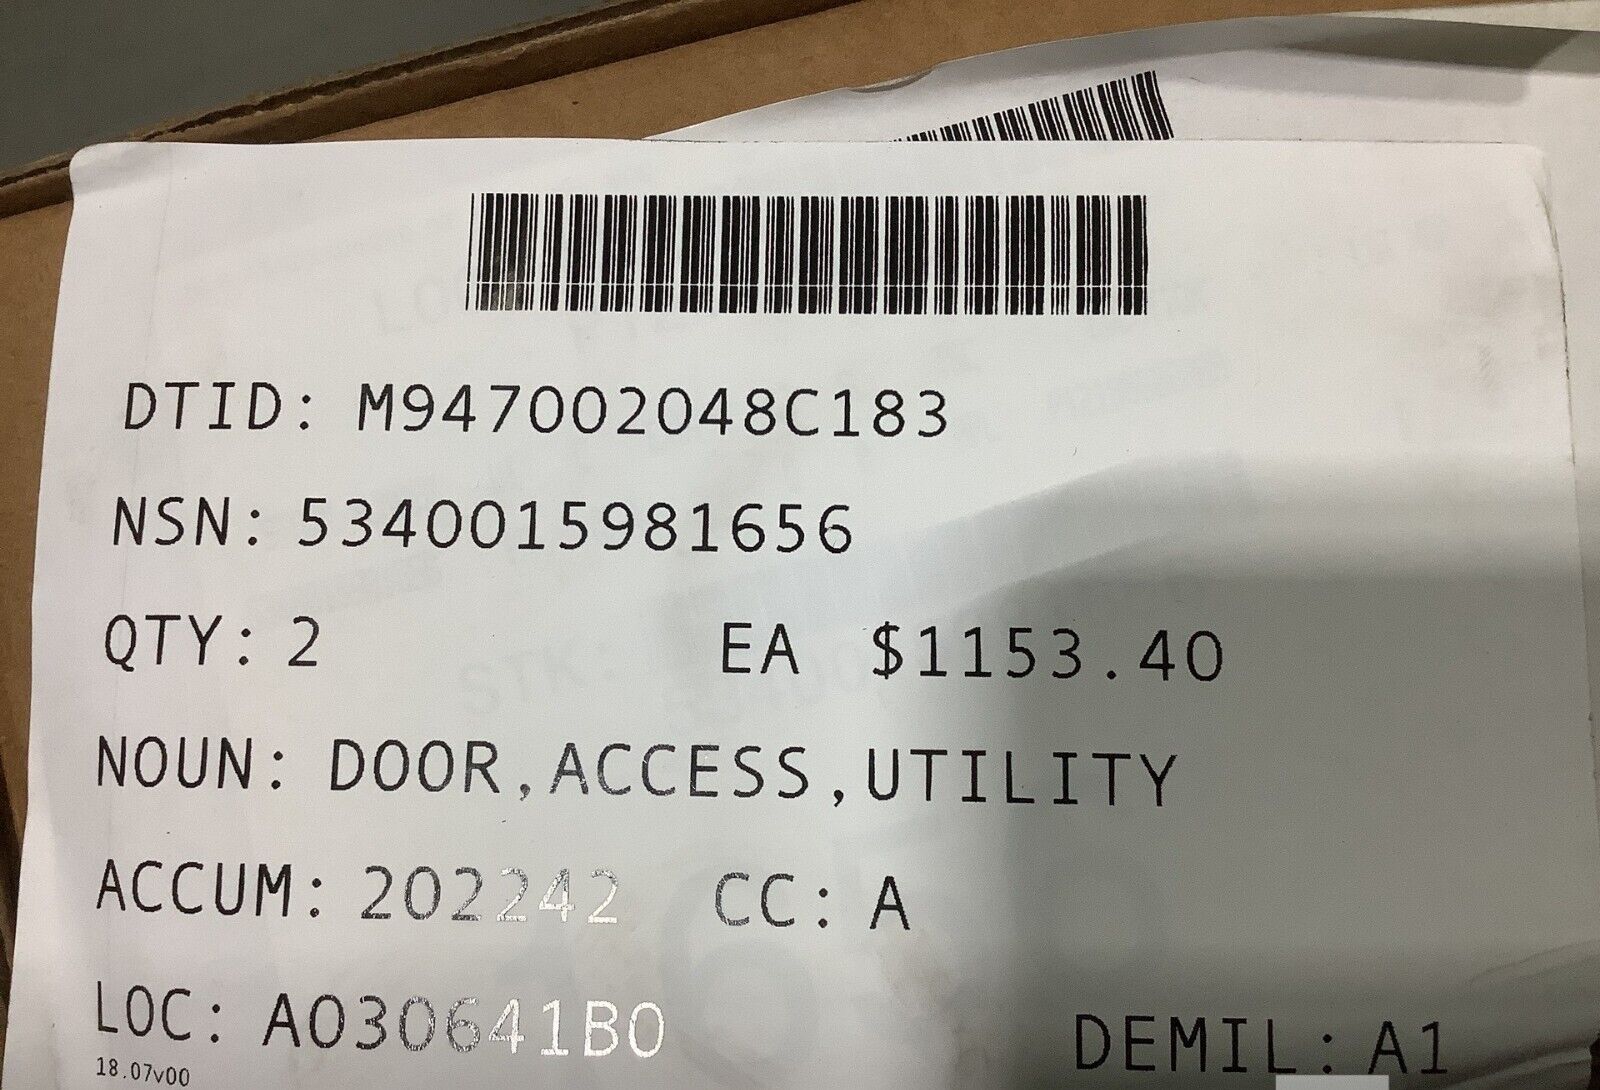 DTID: M947002048C183
NSN: 5340015981656
QTY: 2 EA $1153.40
NOUN: DOOR,ACCESS,UTILITY
ACCUM: 202242 CC: A
LOC: A030641B0 DEMIL: A1
18.07v00